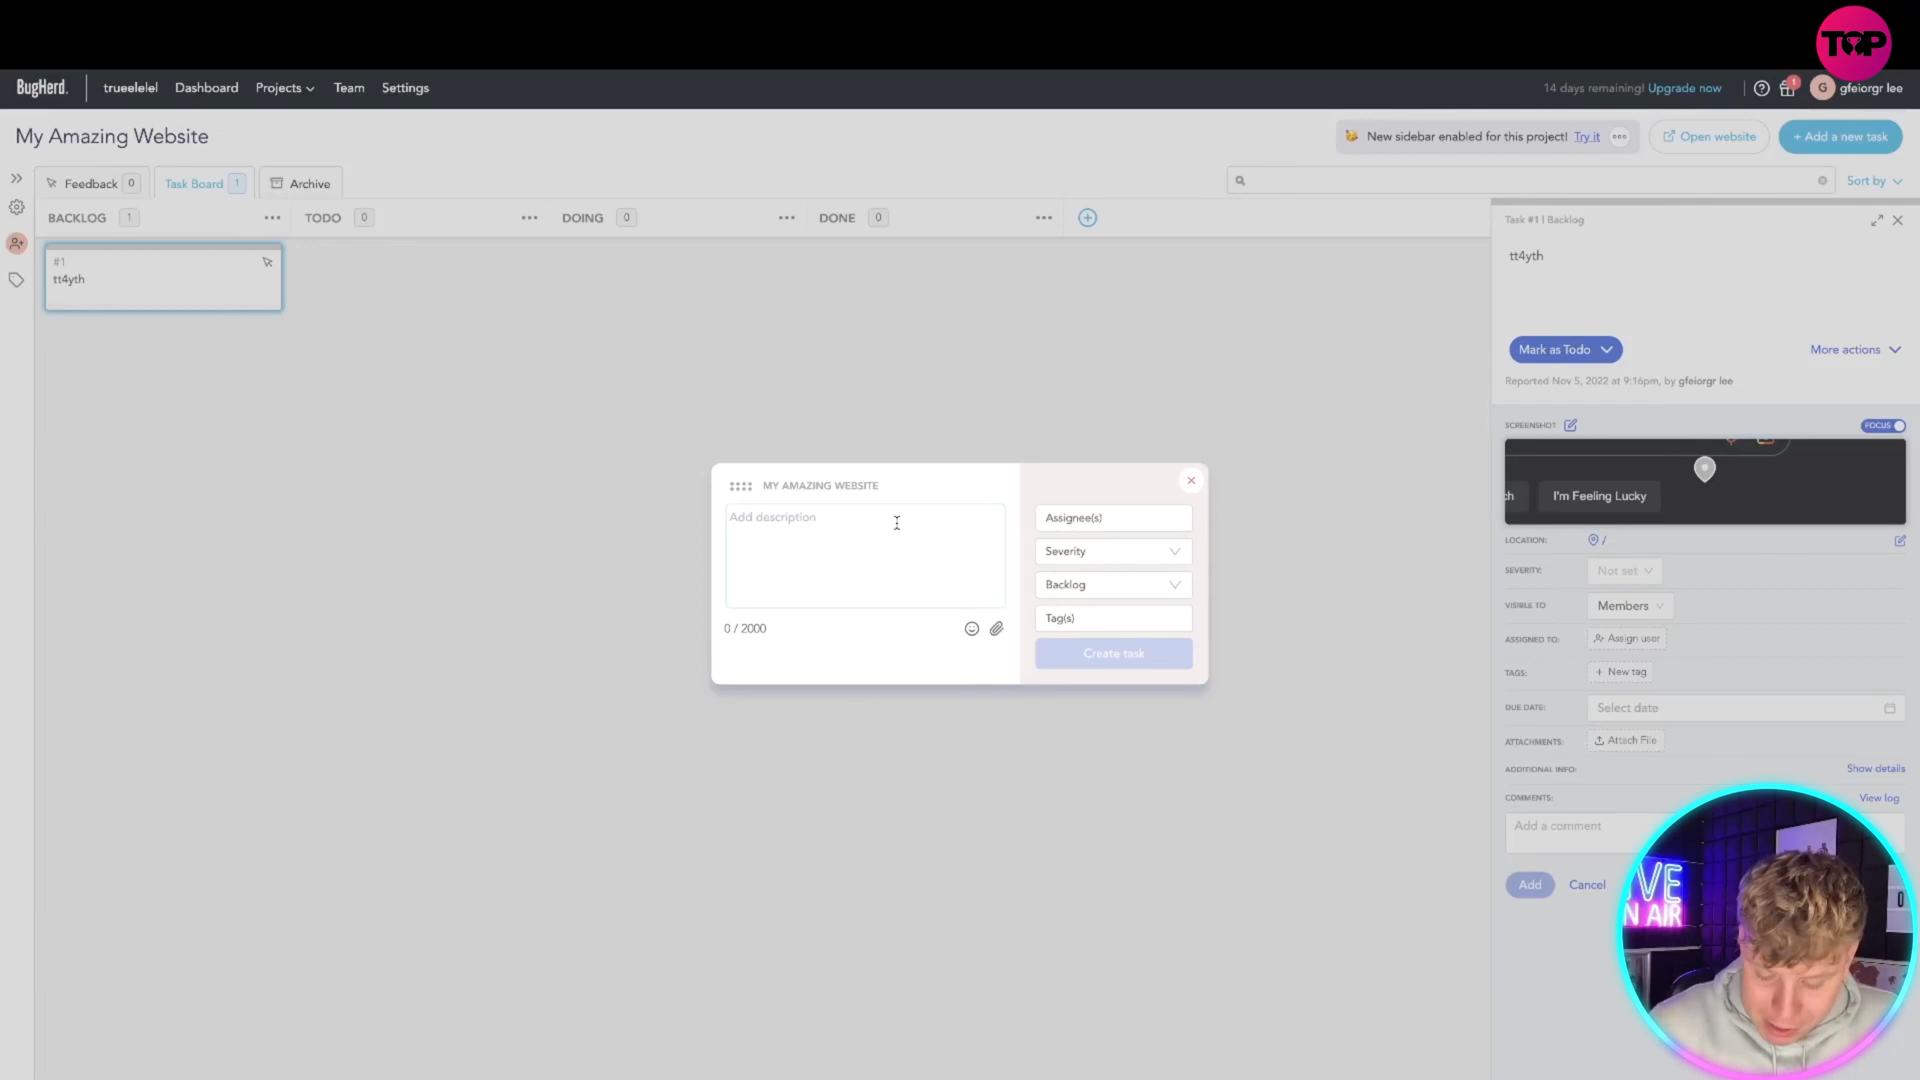 TOP
BugHerd. trueelelel Dashboard Projects Team Settings 14 days remaining! Upgrade now 1 G gfeiorgr lee
My Amazing Website New sidebar enabled for this project! Try it Open website + Add a new task
Feedback 0 Task Board 1 Archive Sort by
BACKLOG 1 TODO 0 DOING 0 DONE 0
#1
tt4yth
Task #1 | Backlog
tt4yth
Mark as Todo More actions
Reported Nov 5, 2022 at 9:16pm, by gfeiorgr lee
SCREENSHOT FOCUS
ch I'm Feeling Lucky
LOCATION: /
SEVERITY: Not set
VISIBLE TO Members
ASSIGNED TO: Assign user
TAGS: + New tag
DUE DATE: Select date
ATTACHMENTS: Attach File
ADDITIONAL INFO: Show details
COMMENTS: View log
Add a comment
Add Cancel
MY AMAZING WEBSITE
Add description
0 / 2000
Assignee(s)
Severity
Backlog
Tag(s)
Create task
IVE
N AIR